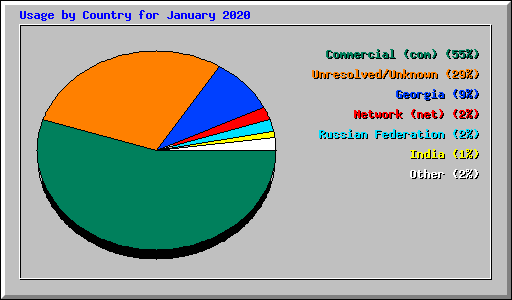 Usage by Country for January 2020
Commercial (com) (55%)
Unresolved/Unknown (29%)
Georgia (9%)
Network (net) (2%)
Russian Federation (2%)
India (1%)
Other (2%)